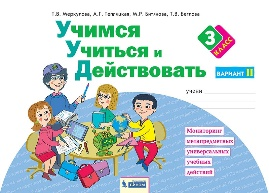 Т.В. Меркулова, А.Г. Теплицкая, М.Р. Битянова, Т.В. Беглова
Учимся
Учиться и
Действовать
3 КЛАСС
ВАРИАНТ II
Мониторинг
метапредметных
универсальных
учебных
действий